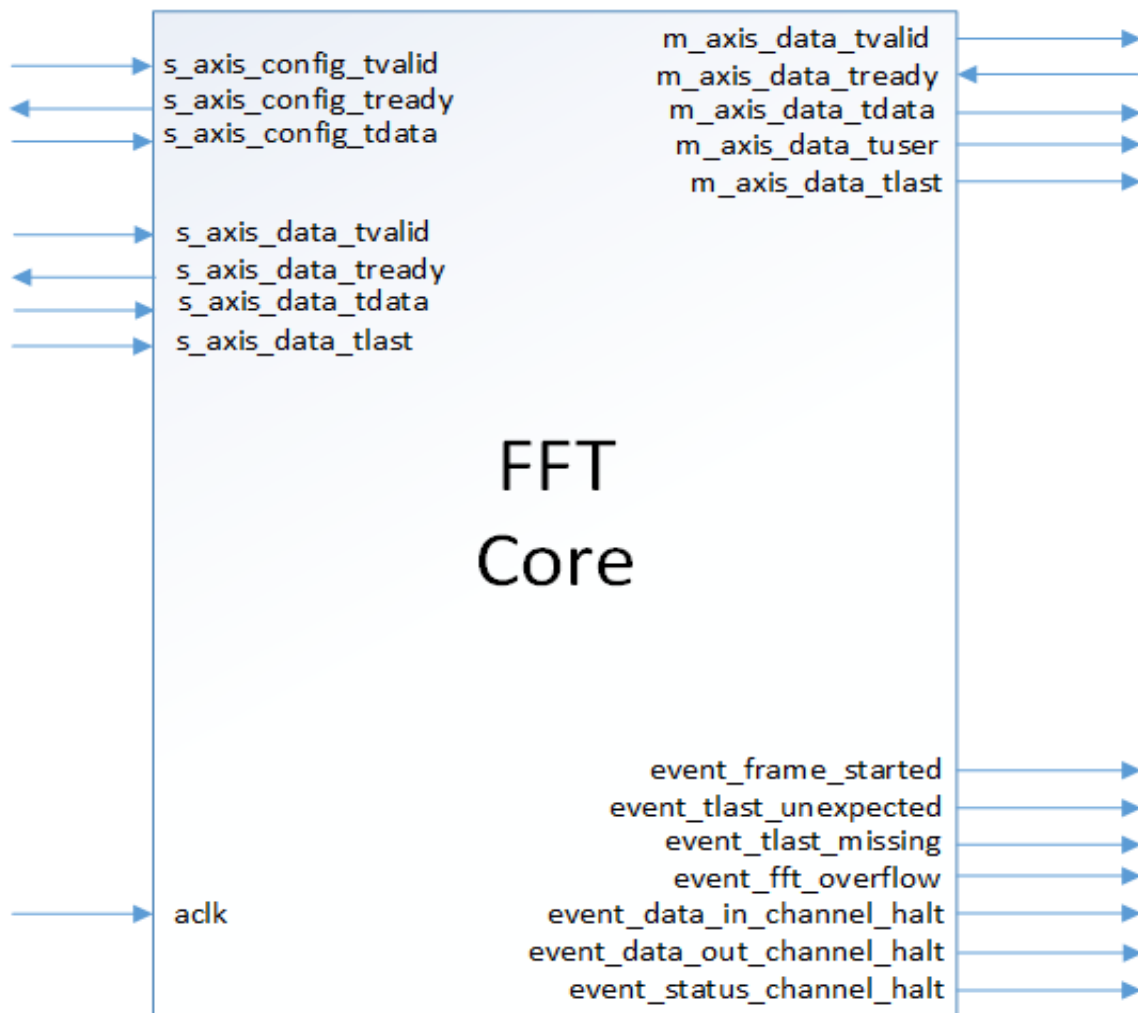 s_axis_config_tvalid
s_axis_config_tready
s_axis_config_tdata
s_axis_data_tvalid
s_axis_data_tready
s_axis_data_tdata
s_axis_data_tlast
m_axis_data_tvalid
m_axis_data_tready
m_axis_data_tdata
m_axis_data_tuser
m_axis_data_tlast
FFT
Core
aclk
event_frame_started
event_tlast_unexpected
event_tlast_missing
event_fft_overflow
event_data_in_channel_halt
event_data_out_channel_halt
event_status_channel_halt